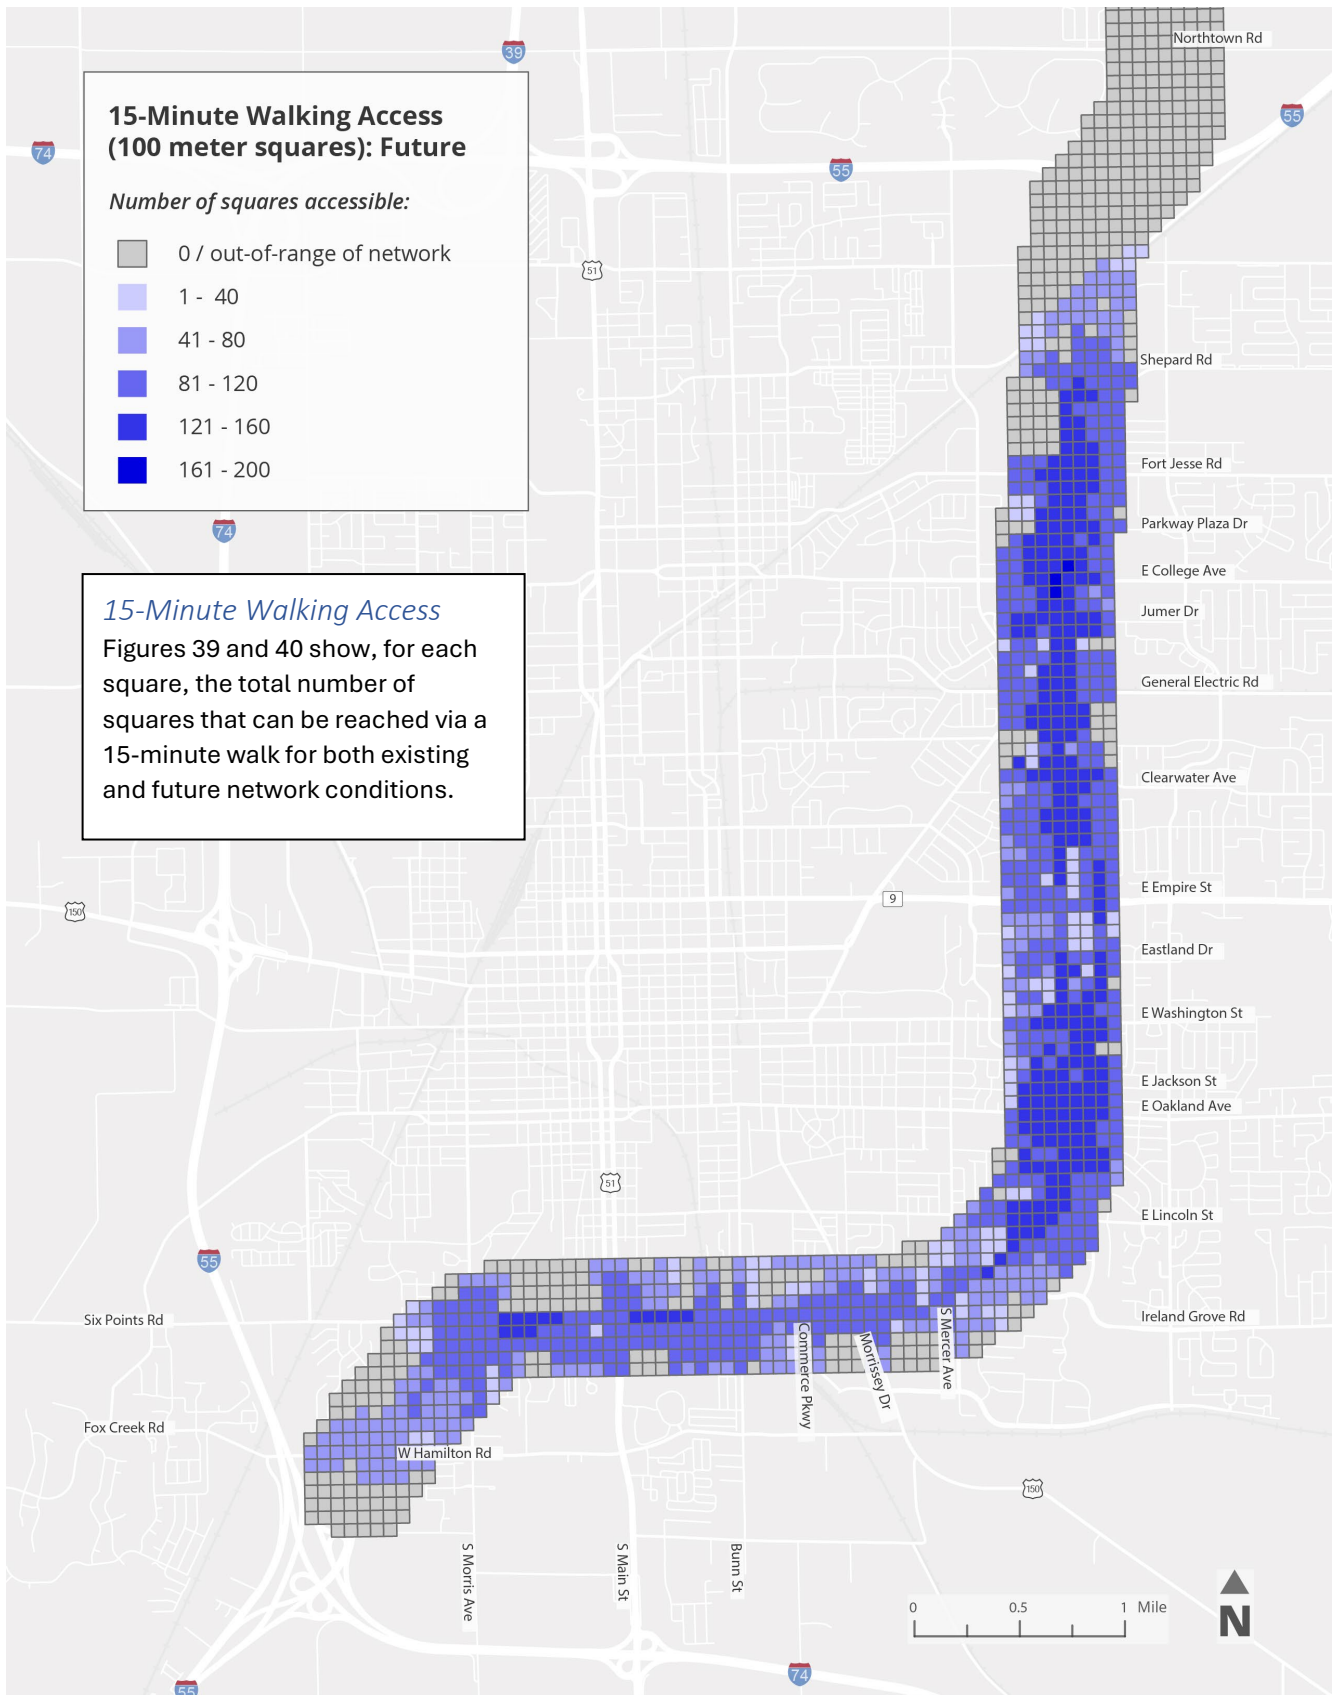 Northtown Rd
39
55
15-Minute Walking Access
(100 meter squares): Future
74
55
Number of squares accessible:
0 / out-of-range of network
51
1 - 40
41 - 80
Shepard Rd
81 - 120
121 - 160
Fort Jesse Rd
161 - 200
Parkway Plaza Dr
74
E College Ave
15-Minute Walking Access
Figures 39 and 40 show, for each
square, the total number of
squares that can be reached via a
15-minute walk for both existing
and future network conditions.
Jumer Dr
General Electric Rd
Clearwater Ave
E Empire St
9
150
Eastland Dr
E Washington St
E Jackson St
E Oakland Ave
51
E Lincoln St
55
Six Points Rd
Ireland Grove Rd
S Mercer Ave
Commerce Pkwy
Morrissey Dr
Fox Creek Rd
W Hamilton Rd
150
S Morris Ave
S Main St
Bunn St
0 0.5 1 Mile
N
74
55